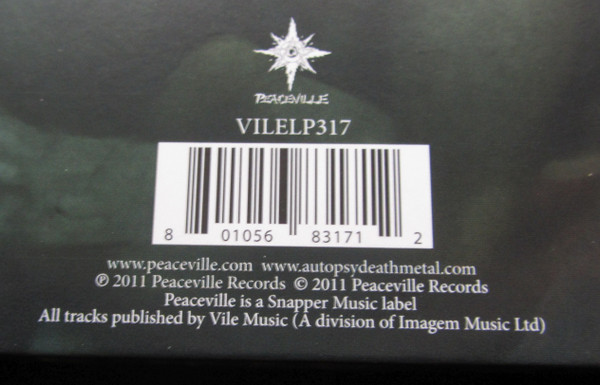 PEACEVILLE
VILELP317
8 01056 83171 2
www.peaceville.com www.autopsydeathmetal.com
℗ 2011 Peaceville Records © 2011 Peaceville Records
Peaceville is a Snapper Music label
All tracks published by Vile Music (A division of Imagem Music Ltd)